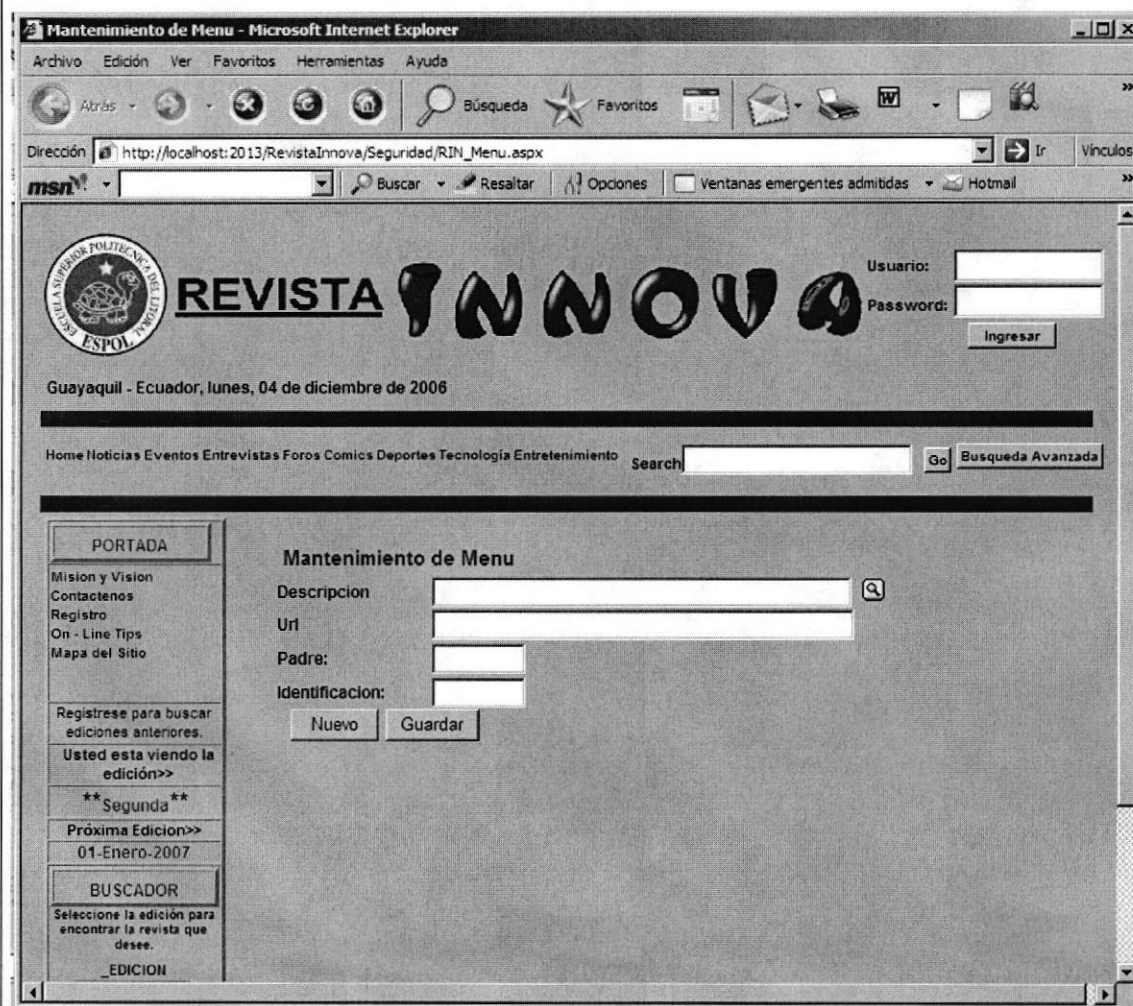 Mantenimiento de Menu - Microsoft Internet Explorer
Archivo Edición Ver Favoritos Herramientas Ayuda
Atrás Búsqueda Favoritos W »
Dirección http://localhost:2013/RevistaInnova/Seguridad/RIN_Menu.aspx Ir Vínculos
msn Buscar Resaltar Opciones Ventanas emergentes admitidas Hotmail »
ESCUELA SUPERIOR POLITECNICA DEL LITORAL
ESPOL
REVISTA INNOVA
Usuario:
Password:
Ingresar
Guayaquil - Ecuador, lunes, 04 de diciembre de 2006
Home Noticias Eventos Entrevistas Foros Comics Deportes Tecnología Entretenimiento Search Go Busqueda Avanzada
PORTADA
Mision y Vision
Contactenos
Registro
On - Line Tips
Mapa del Sitio
Registrese para buscar
ediciones anteriores.
Usted esta viendo la
edición>>
**Segunda**
Próxima Edicion>>
01-Enero-2007
BUSCADOR
Seleccione la edición para
encontrar la revista que
desee.
_EDICION
Mantenimiento de Menu
Descripcion
Url
Padre:
Identificacion:
Nuevo Guardar